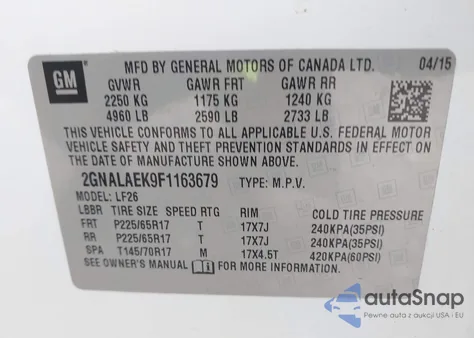 GM
MFD BY GENERAL MOTORS OF CANADA LTD. 04/15
GVWR GAWR FRT GAWR RR
2250 KG 1175 KG 1240 KG
4960 LB 2590 LB 2733 LB
THIS VEHICLE CONFORMS TO ALL APPLICABLE U.S. FEDERAL MOTOR
VEHICLE SAFETY AND THEFT PREVENTION STANDARDS IN EFFECT ON THE
DATE OF MANUFACTURE SHOWN ABOVE.
2GNALAEK9F1163679 TYPE: M.P.V.
MODEL: LF26
LBBR TIRE SIZE SPEED RTG RIM COLD TIRE PRESSURE
FRT P225/65R17 T 17X7J 240KPA(35PSI)
RR P225/65R17 T 17X7J 240KPA(35PSI)
SPA T145/70R17 M 17X4.5T 420KPA(60PSI)
SEE OWNER'S MANUAL FOR MORE INFORMATION.
autoSnap
Pewne auta z aukcji USA i EU